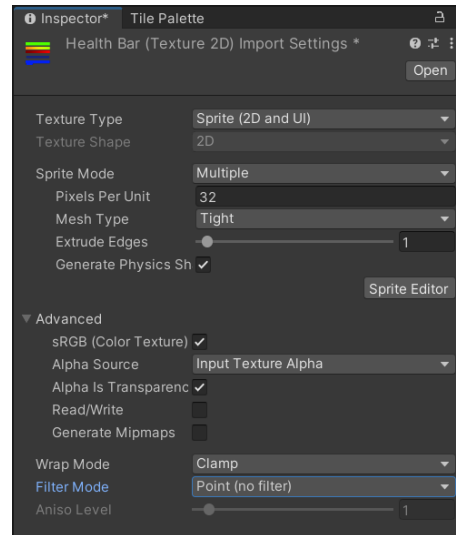 Inspector* Tile Palette
Health Bar (Texture 2D) Import Settings *
Open
Texture Type Sprite (2D and UI)
Texture Shape 2D
Sprite Mode Multiple
Pixels Per Unit 32
Mesh Type Tight
Extrude Edges 1
Generate Physics Sh
Sprite Editor
Advanced
sRGB (Color Texture)
Alpha Source Input Texture Alpha
Alpha Is Transparenc
Read/Write
Generate Mipmaps
Wrap Mode Clamp
Filter Mode Point (no filter)
Aniso Level 1